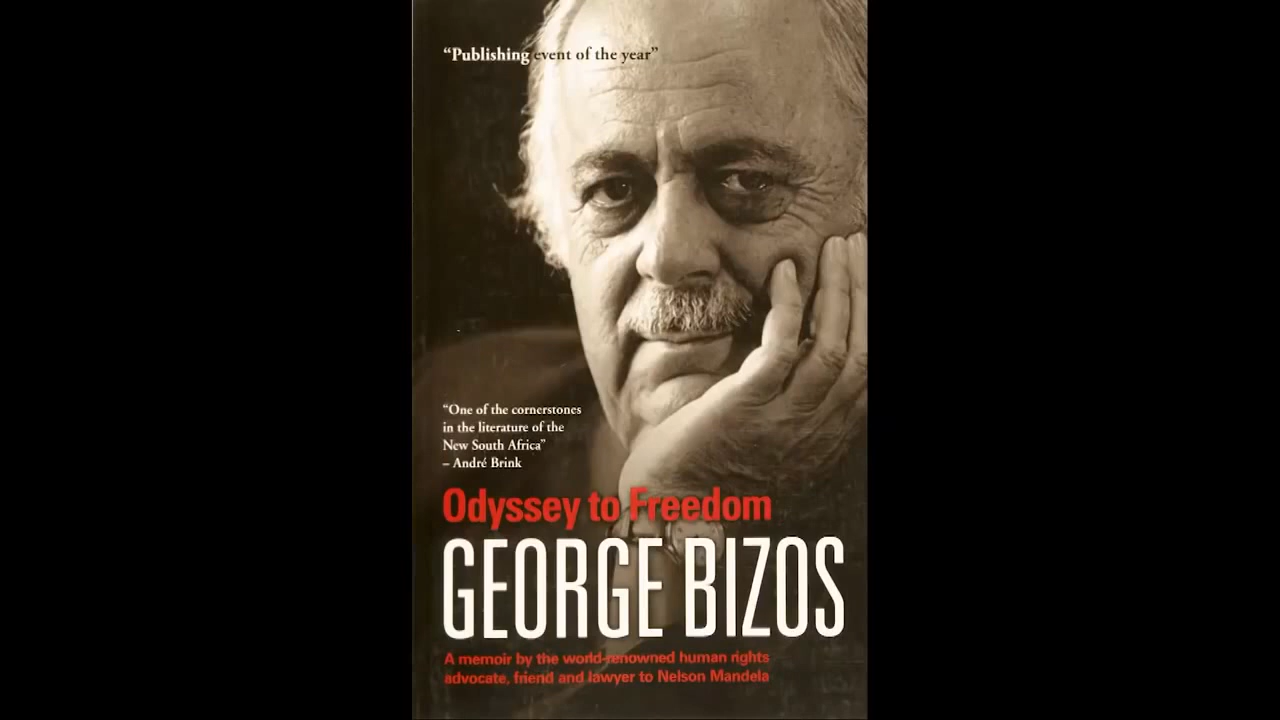 “Publishing event of the year”
“One of the cornerstones
in the literature of the
New South Africa”
– André Brink
Odyssey to Freedom
GEORGE BIZOS
A memoir by the world-renowned human rights
advocate, friend and lawyer to Nelson Mandela